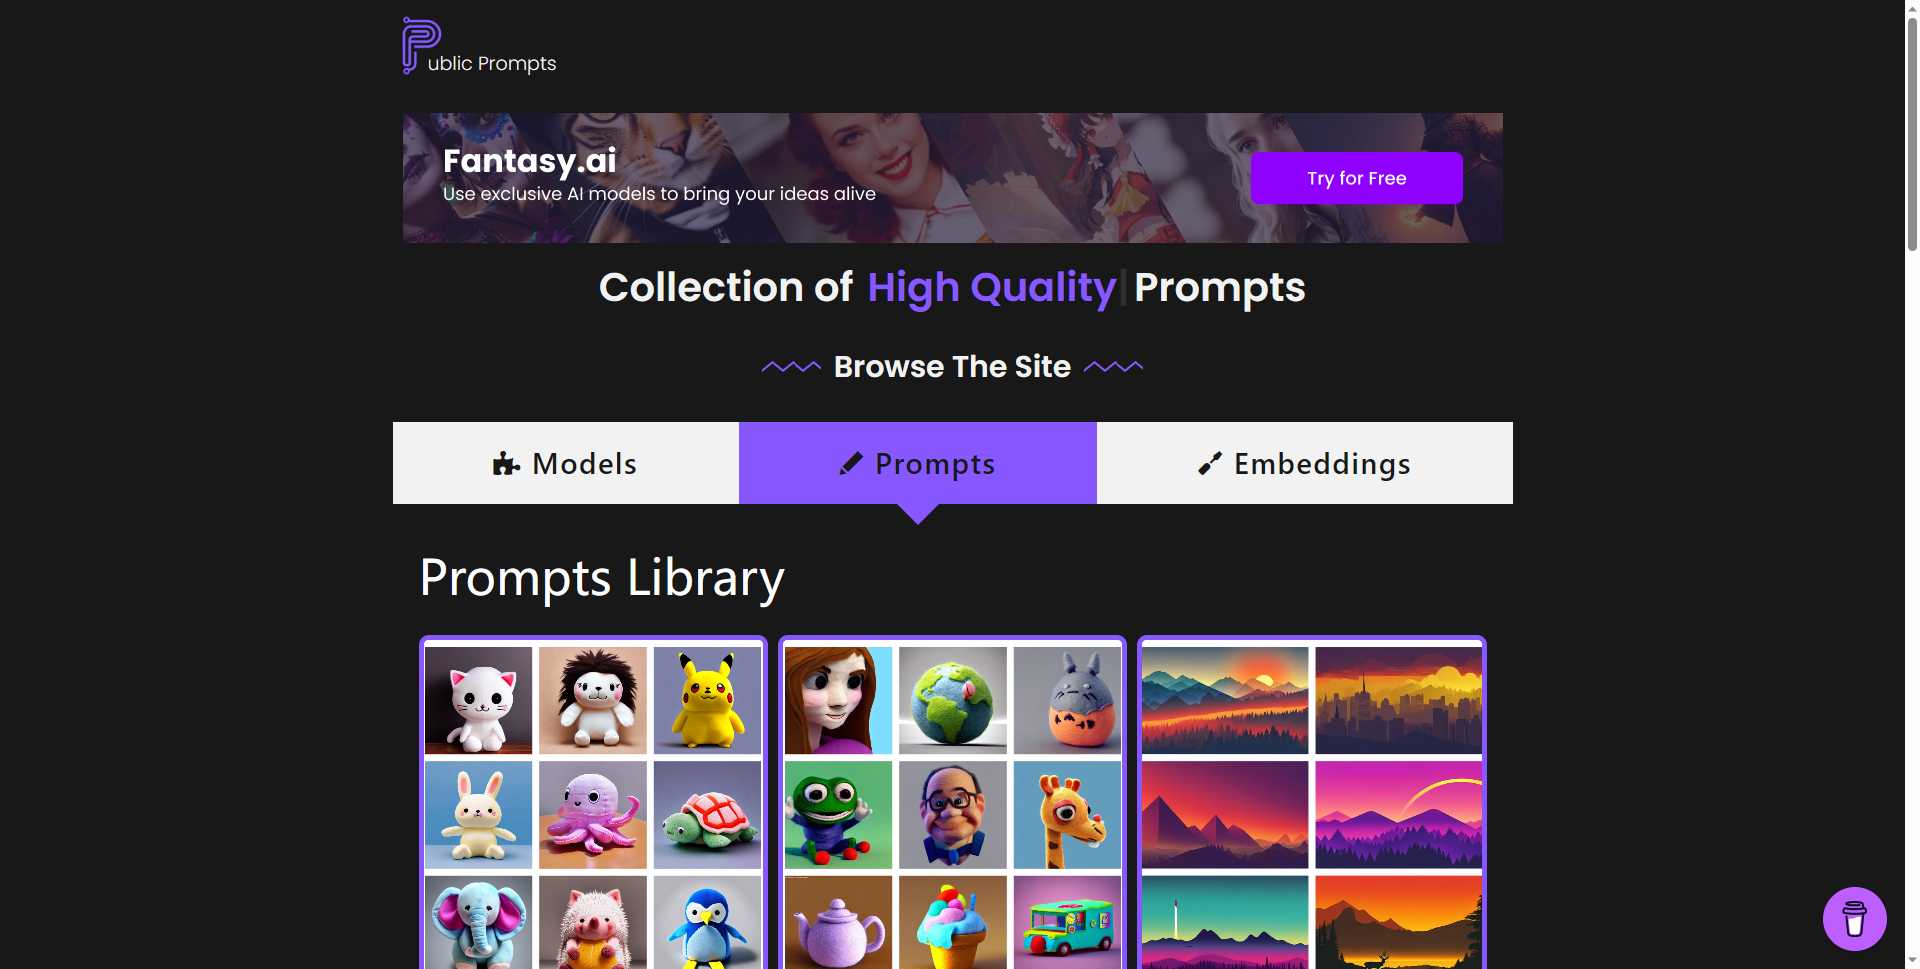 Public Prompts
Fantasy.ai
Use exclusive AI models to bring your ideas alive
Try for Free
Collection of High Quality Prompts
Browse The Site
Models
Prompts
Embeddings
Prompts Library